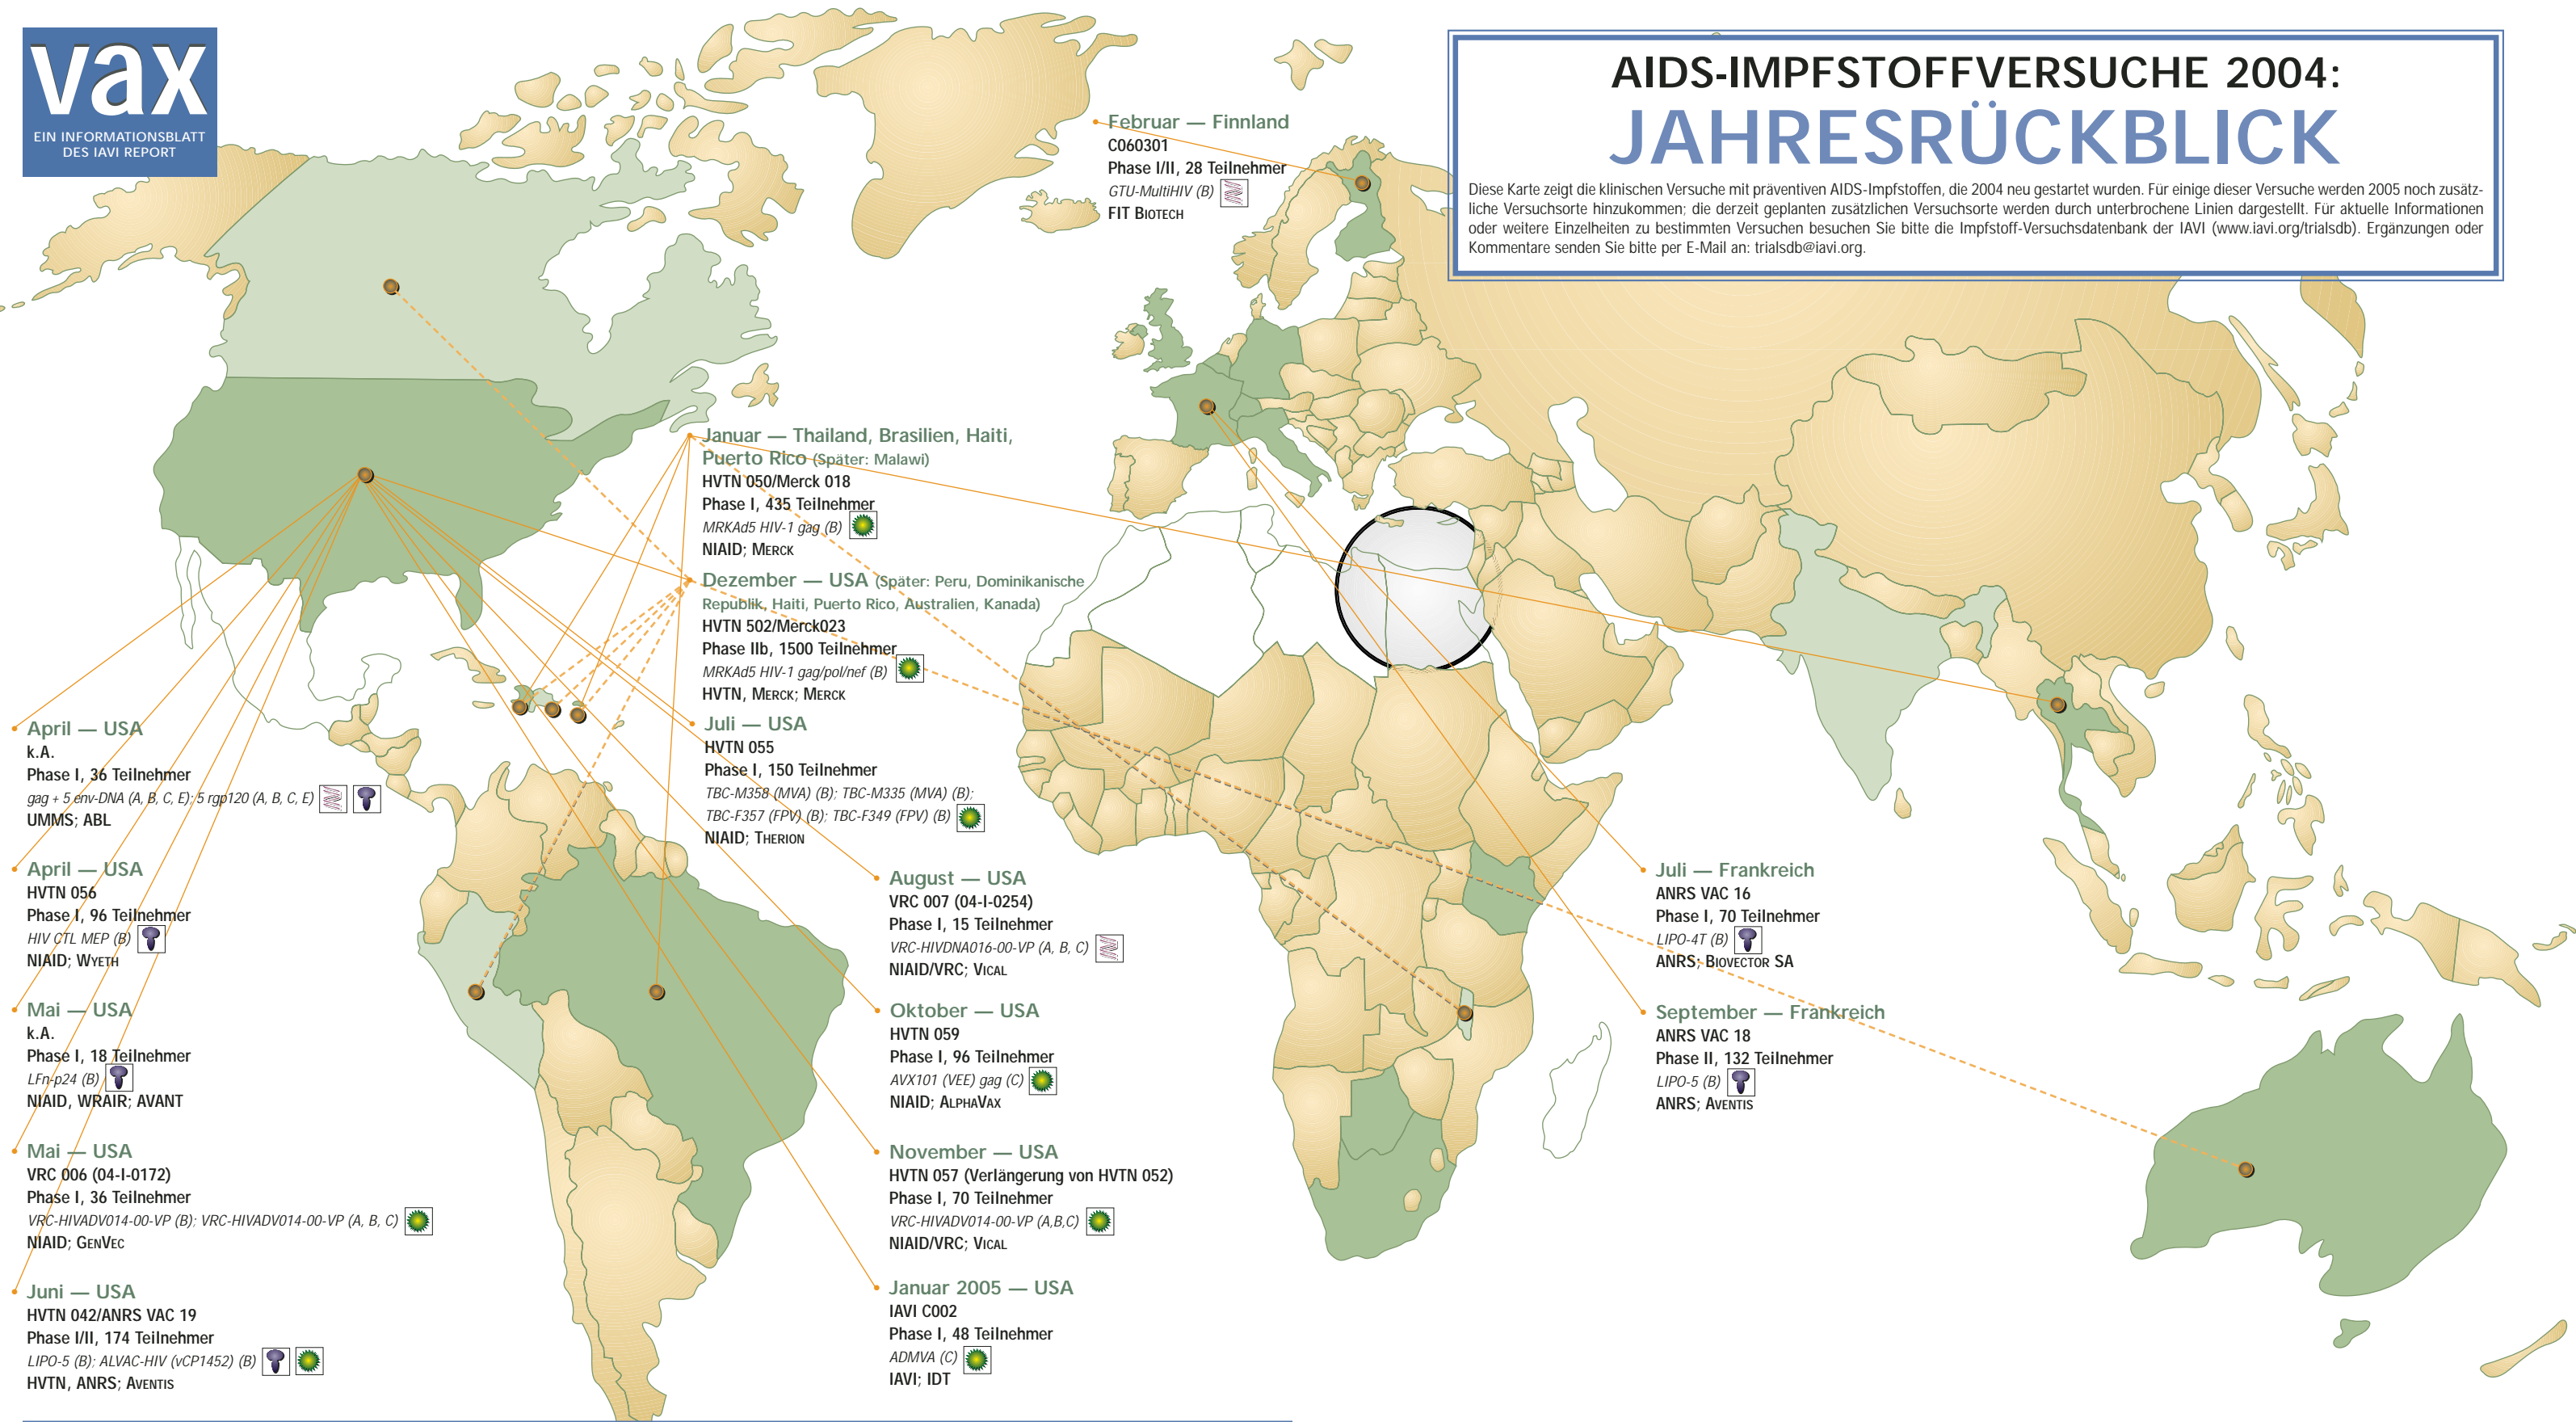 vax
EIN INFORMATIONSBLATT
DES IAVI REPORT
AIDS-IMPFSTOFFVERSUCHE 2004:
JAHRESRÜCKBLICK
Diese Karte zeigt die klinischen Versuche mit präventiven AIDS-Impfstoffen, die 2004 neu gestartet wurden. Für einige dieser Versuche werden 2005 noch zusätz-
liche Versuchsorte hinzukommen; die derzeit geplanten zusätzlichen Versuchsorte werden durch unterbrochene Linien dargestellt. Für aktuelle Informationen
oder weitere Einzelheiten zu bestimmten Versuchen besuchen Sie bitte die Impfstoff-Versuchsdatenbank der IAVI (www.iavi.org/trialsdb). Ergänzungen oder
Kommentare senden Sie bitte per E-Mail an: trialsdb@iavi.org.
Februar — Finnland
C060301
Phase I/II, 28 Teilnehmer
GTU-MultiHIV (B)
FIT BIOTECH
Januar — Thailand, Brasilien, Haiti,
Puerto Rico (Später: Malawi)
HVTN 050/Merck 018
Phase I, 435 Teilnehmer
MRKAd5 HIV-1 gag (B)
NIAID; MERCK
Dezember — USA (Später: Peru, Dominikanische
Republik, Haiti, Puerto Rico, Australien, Kanada)
HVTN 502/Merck023
Phase IIb, 1500 Teilnehmer
MRKAd5 HIV-1 gag/pol/nef (B)
HVTN, MERCK; MERCK
Juli — USA
HVTN 055
Phase I, 150 Teilnehmer
TBC-M358 (MVA) (B); TBC-M335 (MVA) (B);
TBC-F357 (FPV) (B); TBC-F349 (FPV) (B)
NIAID; THERION
April — USA
k.A.
Phase I, 36 Teilnehmer
gag + 5 env-DNA (A, B, C, E); 5 rgp120 (A, B, C, E)
UMMS; ABL
April — USA
HVTN 056
Phase I, 96 Teilnehmer
HIV CTL MEP (B)
NIAID; WYETH
Mai — USA
k.A.
Phase I, 18 Teilnehmer
LFn-p24 (B)
NIAID, WRAIR; AVANT
Mai — USA
VRC 006 (04-I-0172)
Phase I, 36 Teilnehmer
VRC-HIVADV014-00-VP (B); VRC-HIVADV014-00-VP (A, B, C)
NIAID; GENVEC
Juni — USA
HVTN 042/ANRS VAC 19
Phase I/II, 174 Teilnehmer
LIPO-5 (B); ALVAC-HIV (vCP1452) (B)
HVTN, ANRS; AVENTIS
August — USA
VRC 007 (04-I-0254)
Phase I, 15 Teilnehmer
VRC-HIVDNA016-00-VP (A, B, C)
NIAID/VRC; VICAL
Oktober — USA
HVTN 059
Phase I, 96 Teilnehmer
AVX101 (VEE) gag (C)
NIAID; ALPHAVAX
November — USA
HVTN 057 (Verlängerung von HVTN 052)
Phase I, 70 Teilnehmer
VRC-HIVADV014-00-VP (A,B,C)
NIAID/VRC; VICAL
Januar 2005 — USA
IAVI C002
Phase I, 48 Teilnehmer
ADMVA (C)
IAVI; IDT
Juli — Frankreich
ANRS VAC 16
Phase I, 70 Teilnehmer
LIPO-4T (B)
ANRS; BIOVECTOR SA
September — Frankreich
ANRS VAC 18
Phase II, 132 Teilnehmer
LIPO-5 (B)
ANRS; AVENTIS